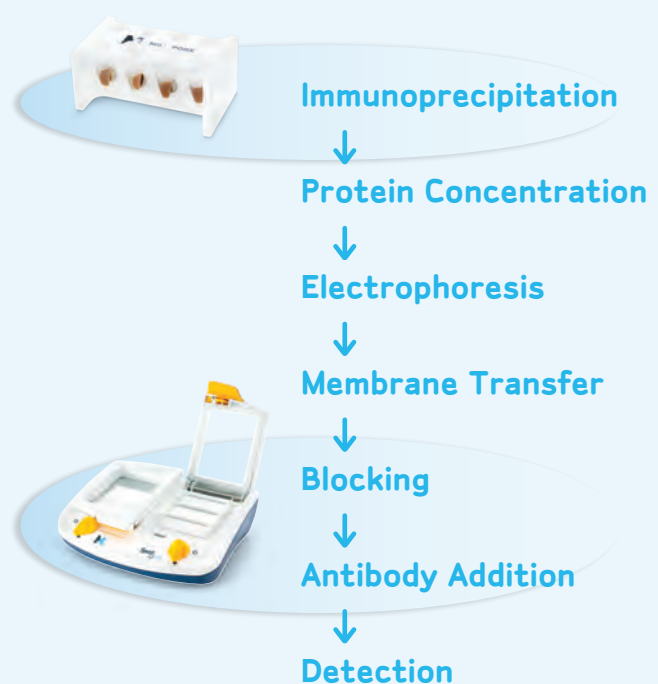 Immunoprecipitation
Protein Concentration
Electrophoresis
Membrane Transfer
Blocking
Antibody Addition
Detection